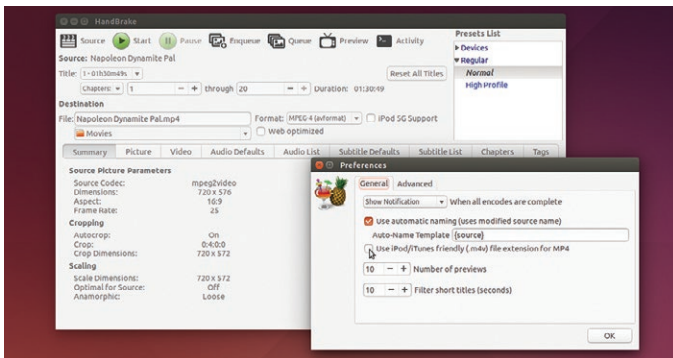 HandBrake
Source Start Pause Enqueue Queue Preview Activity
Source: Napoleon Dynamite Pal
Title: 1 - 01h30m49s Reset All Titles
Chapters: 1 - + through 20 - + Duration: 01:30:49
Destination
File: Napoleon Dynamite Pal.mp4 Format: MPEG-4 (avformat) iPod 5G Support
Movies Web optimized
Presets List
Devices
Regular
Normal
High Profile
Summary Picture Video Audio Defaults Audio List Subtitle Defaults Subtitle List Chapters Tags
Source Picture Parameters
Source Codec: mpeg2video
Dimensions: 720 x 576
Aspect: 16:9
Frame Rate: 25
Cropping
Autocrop: On
Crop: 0:4:0:0
Crop Dimensions: 720 x 572
Scaling
Scale Dimensions: 720 x 572
Optimal for Source: Off
Anamorphic: Loose
Preferences
General Advanced
Show Notification When all encodes are complete
Use automatic naming (uses modified source name)
Auto-Name Template {source}
Use iPod/iTunes friendly (.m4v) file extension for MP4
10 - + Number of previews
10 - + Filter short titles (seconds)
OK